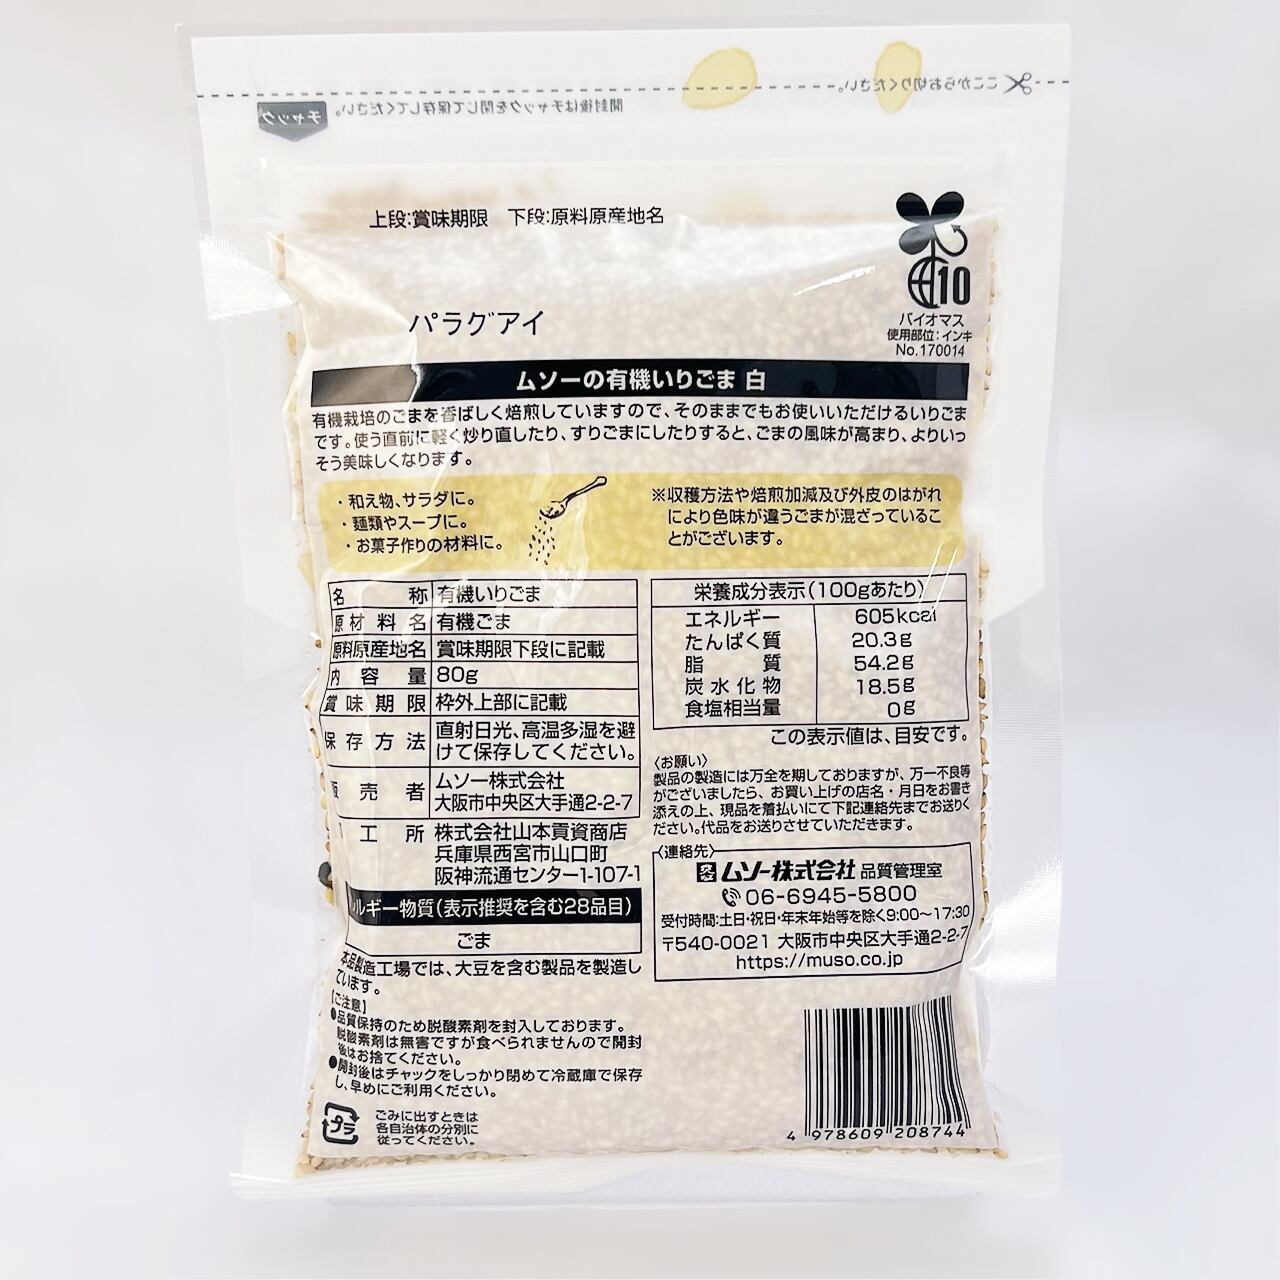 ここからお切りください。
開封後はチャックを閉じて保存してください。
チャック
上段:賞味期限　下段:原料原産地名
パラグアイ
10
バイオマス
使用部位:インキ
No.170014
ムソーの有機いりごま 白
有機栽培のごまを香ばしく焙煎していますので、そのままでもお使いいただけるいりごま
です。使う直前に軽く炒り直したり、すりごまにしたりすると、ごまの風味が高まり、よりいっ
そう美味しくなります。
・和え物、サラダに。
・麺類やスープに。
・お菓子作りの材料に。
※収穫方法や焙煎加減及び外皮のはがれ
により色味が違うごまが混ざっているこ
とがございます。
名称 有機いりごま
原材料名 有機ごま
原料原産地名 賞味期限下段に記載
内容量 80g
賞味期限 枠外上部に記載
保存方法 直射日光、高温多湿を避
けて保存してください。
販売者 ムソー株式会社
大阪市中央区大手通2-2-7
工所 株式会社山本貢資商店
兵庫県西宮市山口町
阪神流通センター1-107-1
ルギー物質(表示推奨を含む28品目)
ごま
本品製造工場では、大豆を含む製品を製造し
ています。
【ご注意】
●品質保持のため脱酸素剤を封入しております。
脱酸素剤は無害ですが食べられませんので開封
後はお捨てください。
●開封後はチャックをしっかり閉めて冷蔵庫で保存
し、早めにご利用ください。
プラ
ごみに出すときは
各自治体の分別に
従ってください。
栄養成分表示(100gあたり)
エネルギー 605kcal
たんぱく質 20.3g
脂質 54.2g
炭水化物 18.5g
食塩相当量 0g
この表示値は、目安です。
〈お願い〉
製品の製造には万全を期しておりますが、万一不良等
がございましたら、お買い上げの店名・月日をお書き
添えの上、現品を着払いにて下記連絡先までお送りく
ださい。代品をお送りさせていただきます。
〈連絡先〉
ムソー株式会社 品質管理室
06-6945-5800
受付時間:土日・祝日・年末年始等を除く9:00〜17:30
〒540-0021 大阪市中央区大手通2-2-7
https://muso.co.jp
4 978609 208744